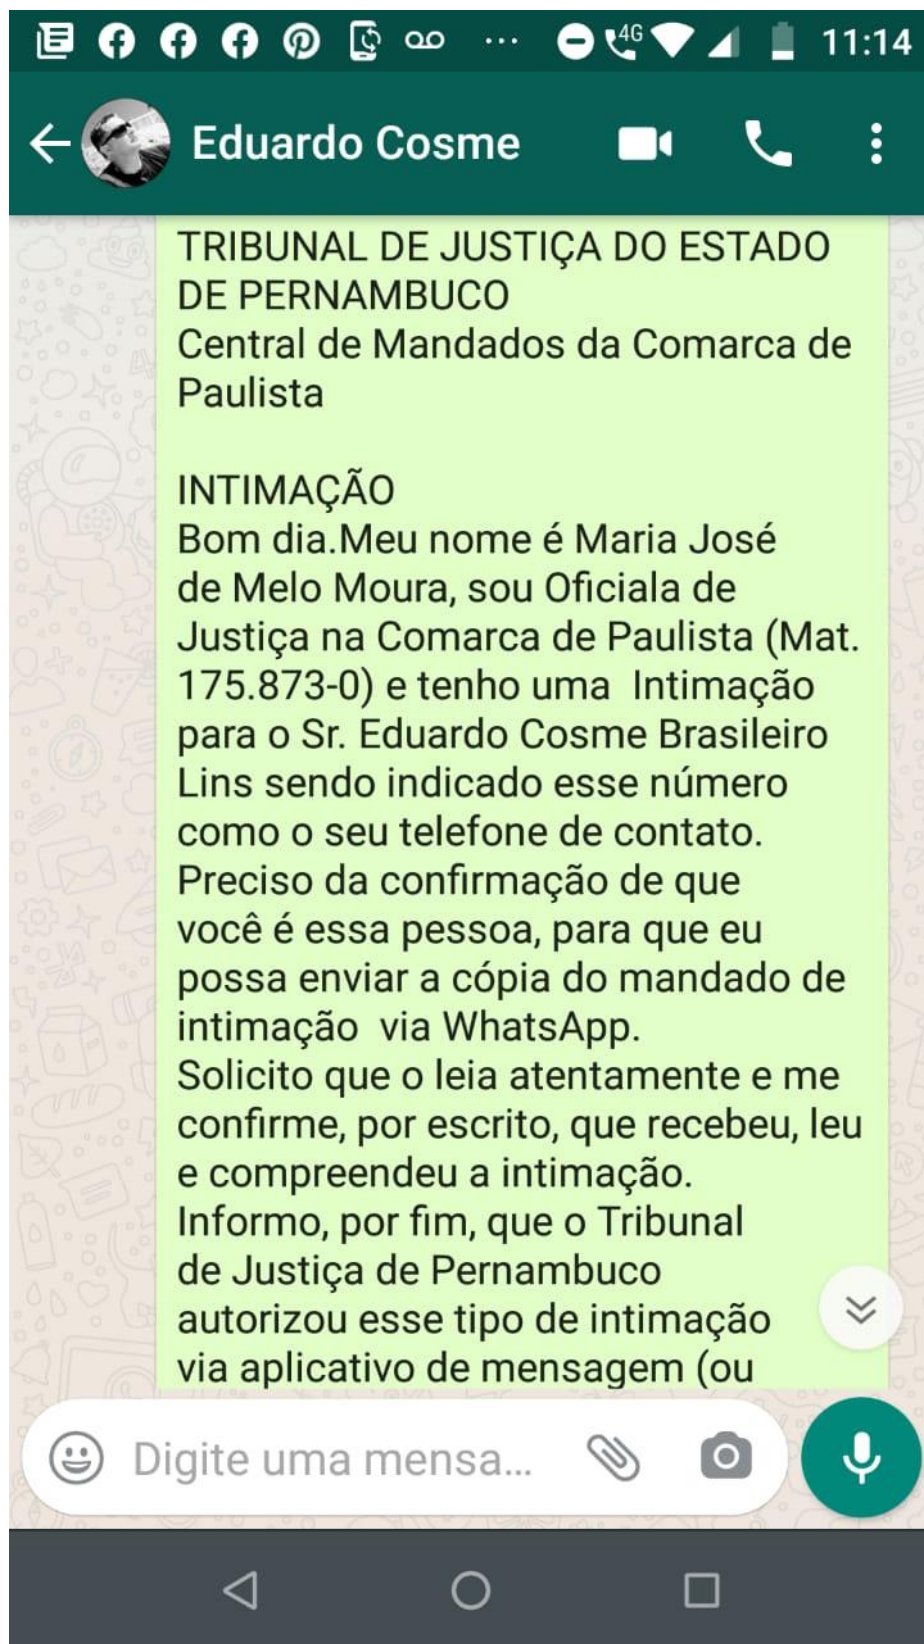 4G 11:14
Eduardo Cosme
TRIBUNAL DE JUSTIÇA DO ESTADO
DE PERNAMBUCO
Central de Mandados da Comarca de
Paulista
INTIMAÇÃO
Bom dia.Meu nome é Maria José
de Melo Moura, sou Oficiala de
Justiça na Comarca de Paulista (Mat.
175.873-0) e tenho uma  Intimação
para o Sr. Eduardo Cosme Brasileiro
Lins sendo indicado esse número
como o seu telefone de contato.
Preciso da confirmação de que
você é essa pessoa, para que eu
possa enviar a cópia do mandado de
intimação  via WhatsApp.
Solicito que o leia atentamente e me
confirme, por escrito, que recebeu, leu
e compreendeu a intimação.
Informo, por fim, que o Tribunal
de Justiça de Pernambuco
autorizou esse tipo de intimação
via aplicativo de mensagem (ou
Digite uma mensa...